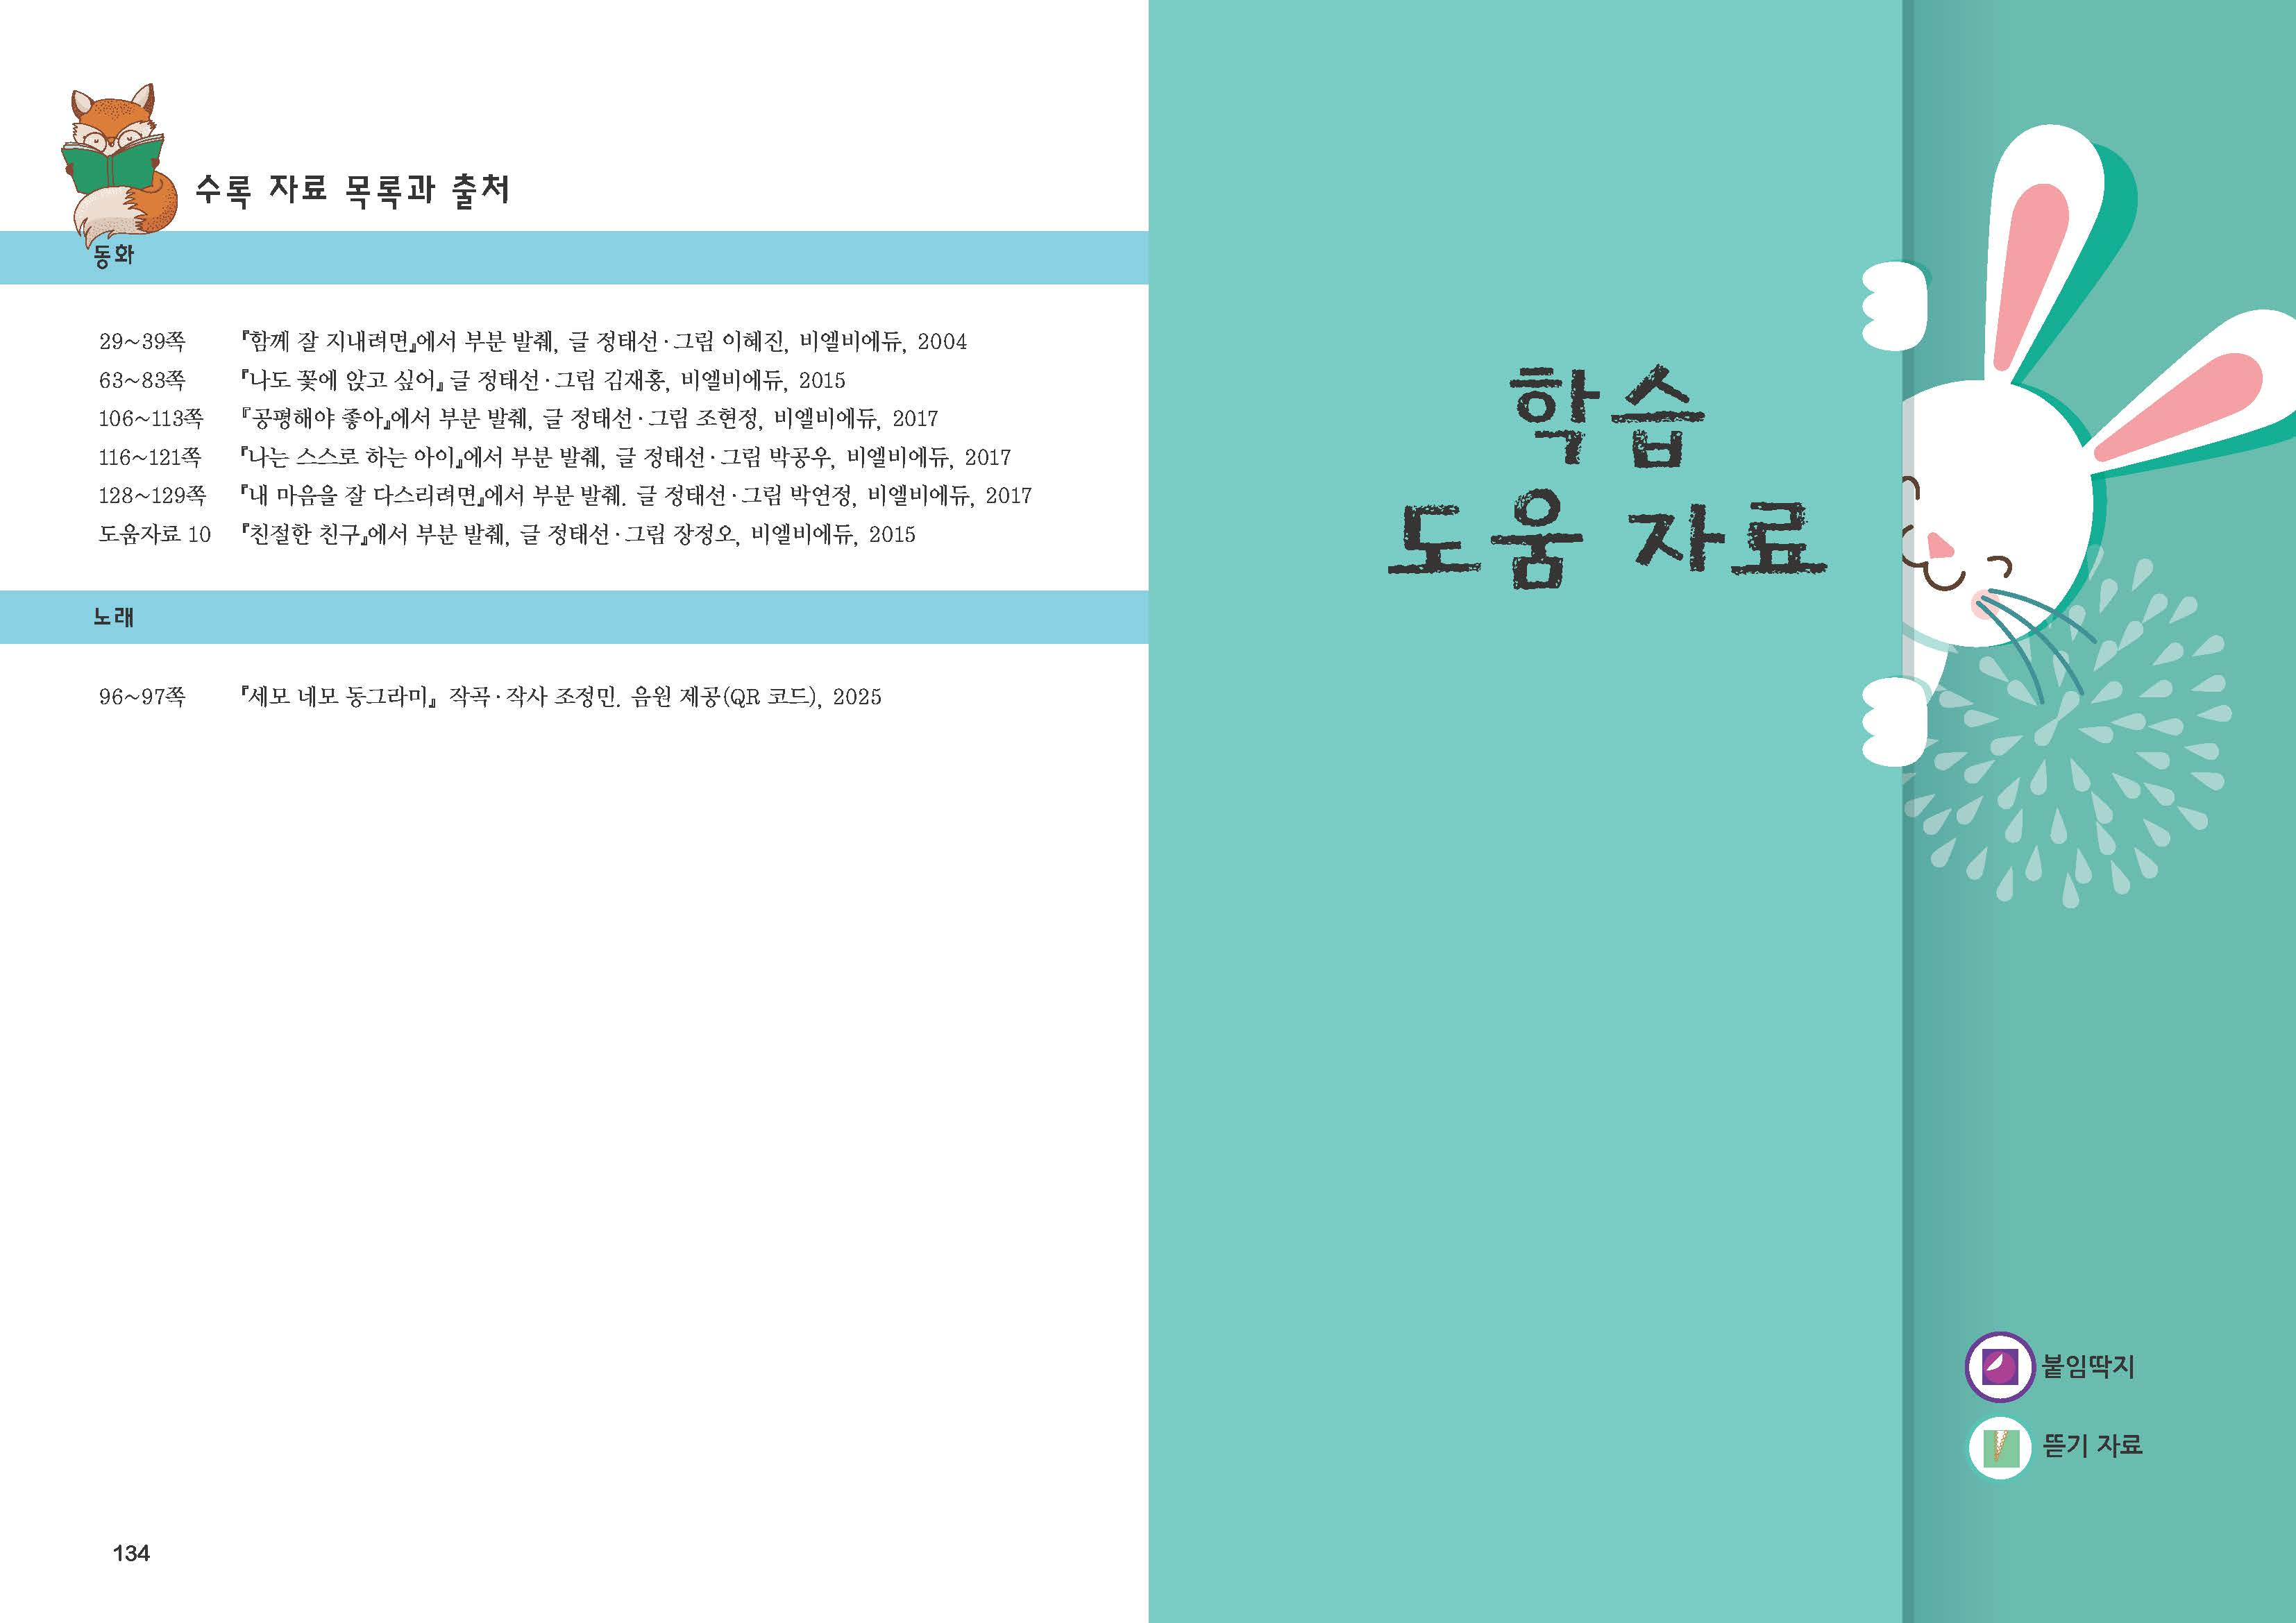 수록 자료 목록과 출처
동화
29~39쪽 『함께 잘 지내려면』에서 부분 발췌, 글 정태선·그림 이혜진, 비엘비에듀, 2004
63~83쪽 『나도 꽃에 앉고 싶어』 글 정태선·그림 김재홍, 비엘비에듀, 2015
106~113쪽 『공평해야 좋아』에서 부분 발췌, 글 정태선·그림 조현정, 비엘비에듀, 2017
116~121쪽 『나는 스스로 하는 아이』에서 부분 발췌, 글 정태선·그림 박공우, 비엘비에듀, 2017
128~129쪽 『내 마음을 잘 다스리려면』에서 부분 발췌. 글 정태선·그림 박연정, 비엘비에듀, 2017
도움자료 10 『친절한 친구』에서 부분 발췌, 글 정태선·그림 장정오, 비엘비에듀, 2015
노래
96~97쪽 『세모 네모 동그라미』 작곡·작사 조정민. 음원 제공(QR 코드), 2025
134
학습
도움 자료
붙임딱지
뜯기 자료